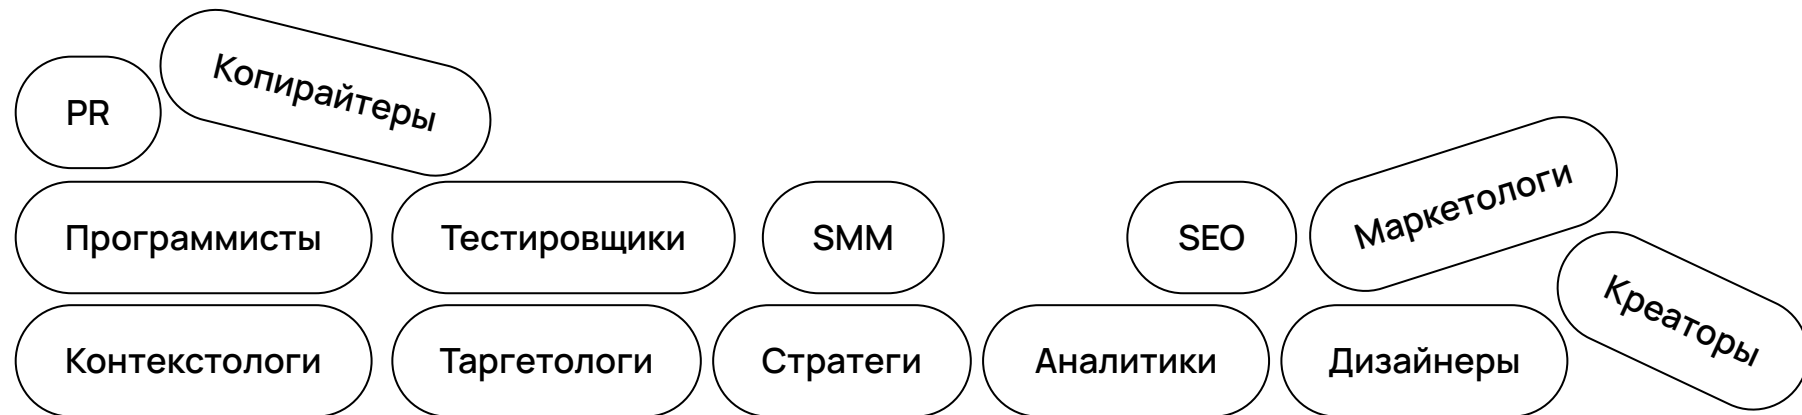 PR
Копирайтеры
Программисты
Тестировщики
SMM
SEO
Маркетологи
Контекстологи
Таргетологи
Стратеги
Аналитики
Дизайнеры
Креаторы